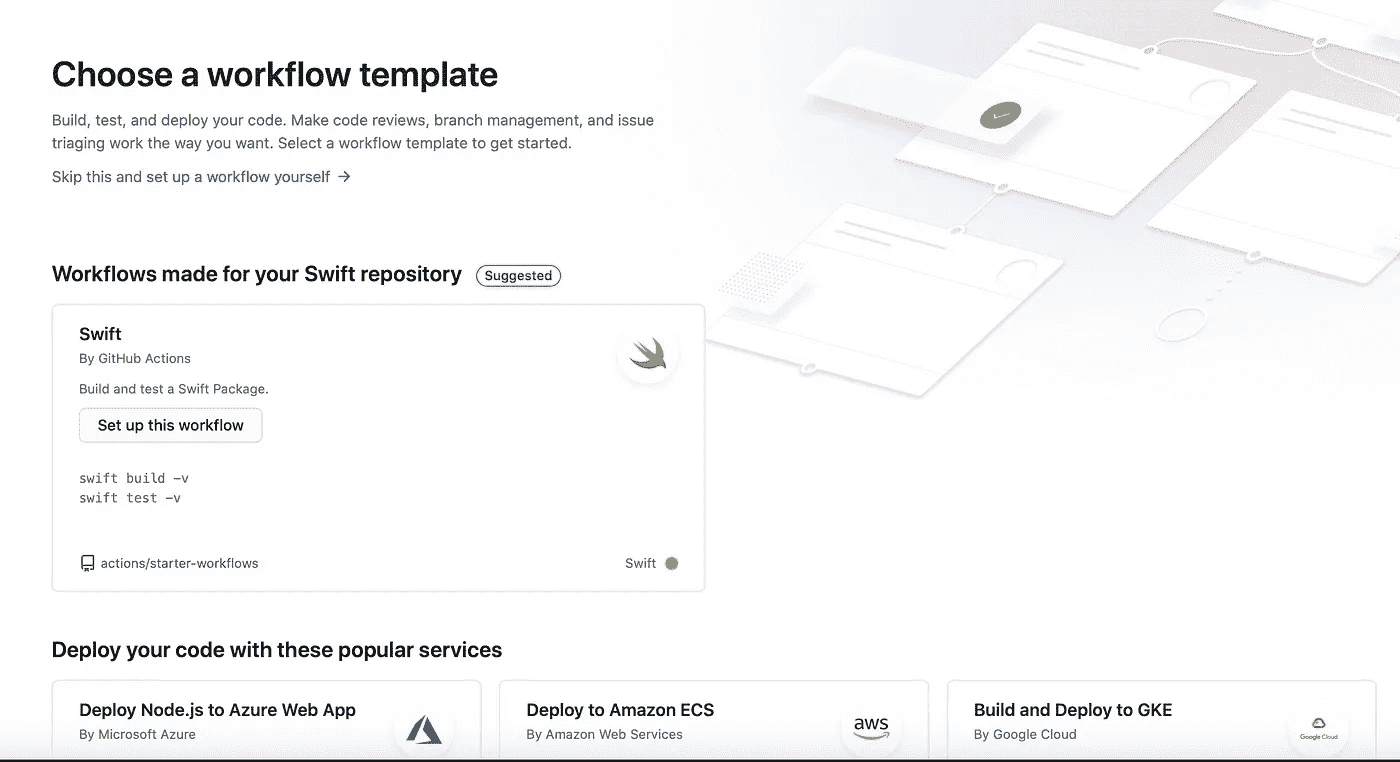 Choose a workflow template
Build, test, and deploy your code. Make code reviews, branch management, and issue
triaging work the way you want. Select a workflow template to get started.
Skip this and set up a workflow yourself →
Workflows made for your Swift repository Suggested
Swift
By GitHub Actions
Build and test a Swift Package.
Set up this workflow
swift build -v
swift test -v
actions/starter-workflows Swift
Deploy your code with these popular services
Deploy Node.js to Azure Web App
By Microsoft Azure
Deploy to Amazon ECS
By Amazon Web Services
aws
Build and Deploy to GKE
By Google Cloud
Google Cloud